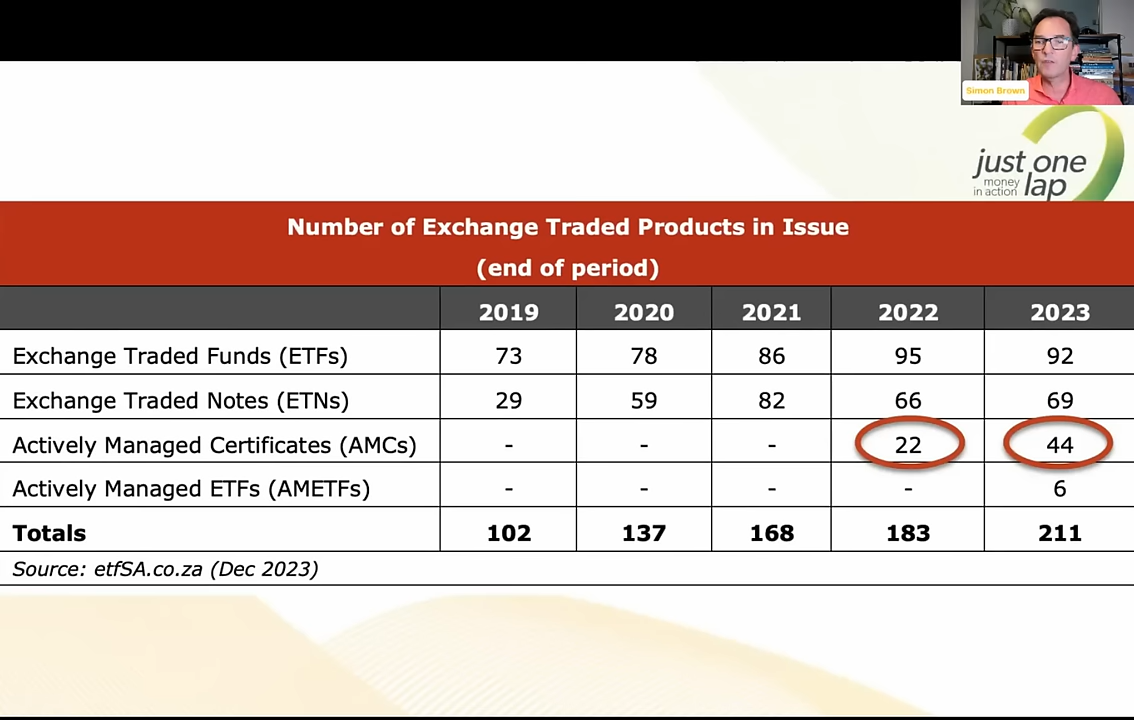 Simon Brown
just one
money
in action
lap
Number of Exchange Traded Products in Issue
(end of period)
2019 2020 2021 2022 2023
Exchange Traded Funds (ETFs) 73 78 86 95 92
Exchange Traded Notes (ETNs) 29 59 82 66 69
Actively Managed Certificates (AMCs) - - - 22 44
Actively Managed ETFs (AMETFs) - - - - 6
Totals 102 137 168 183 211
Source: etfSA.co.za (Dec 2023)